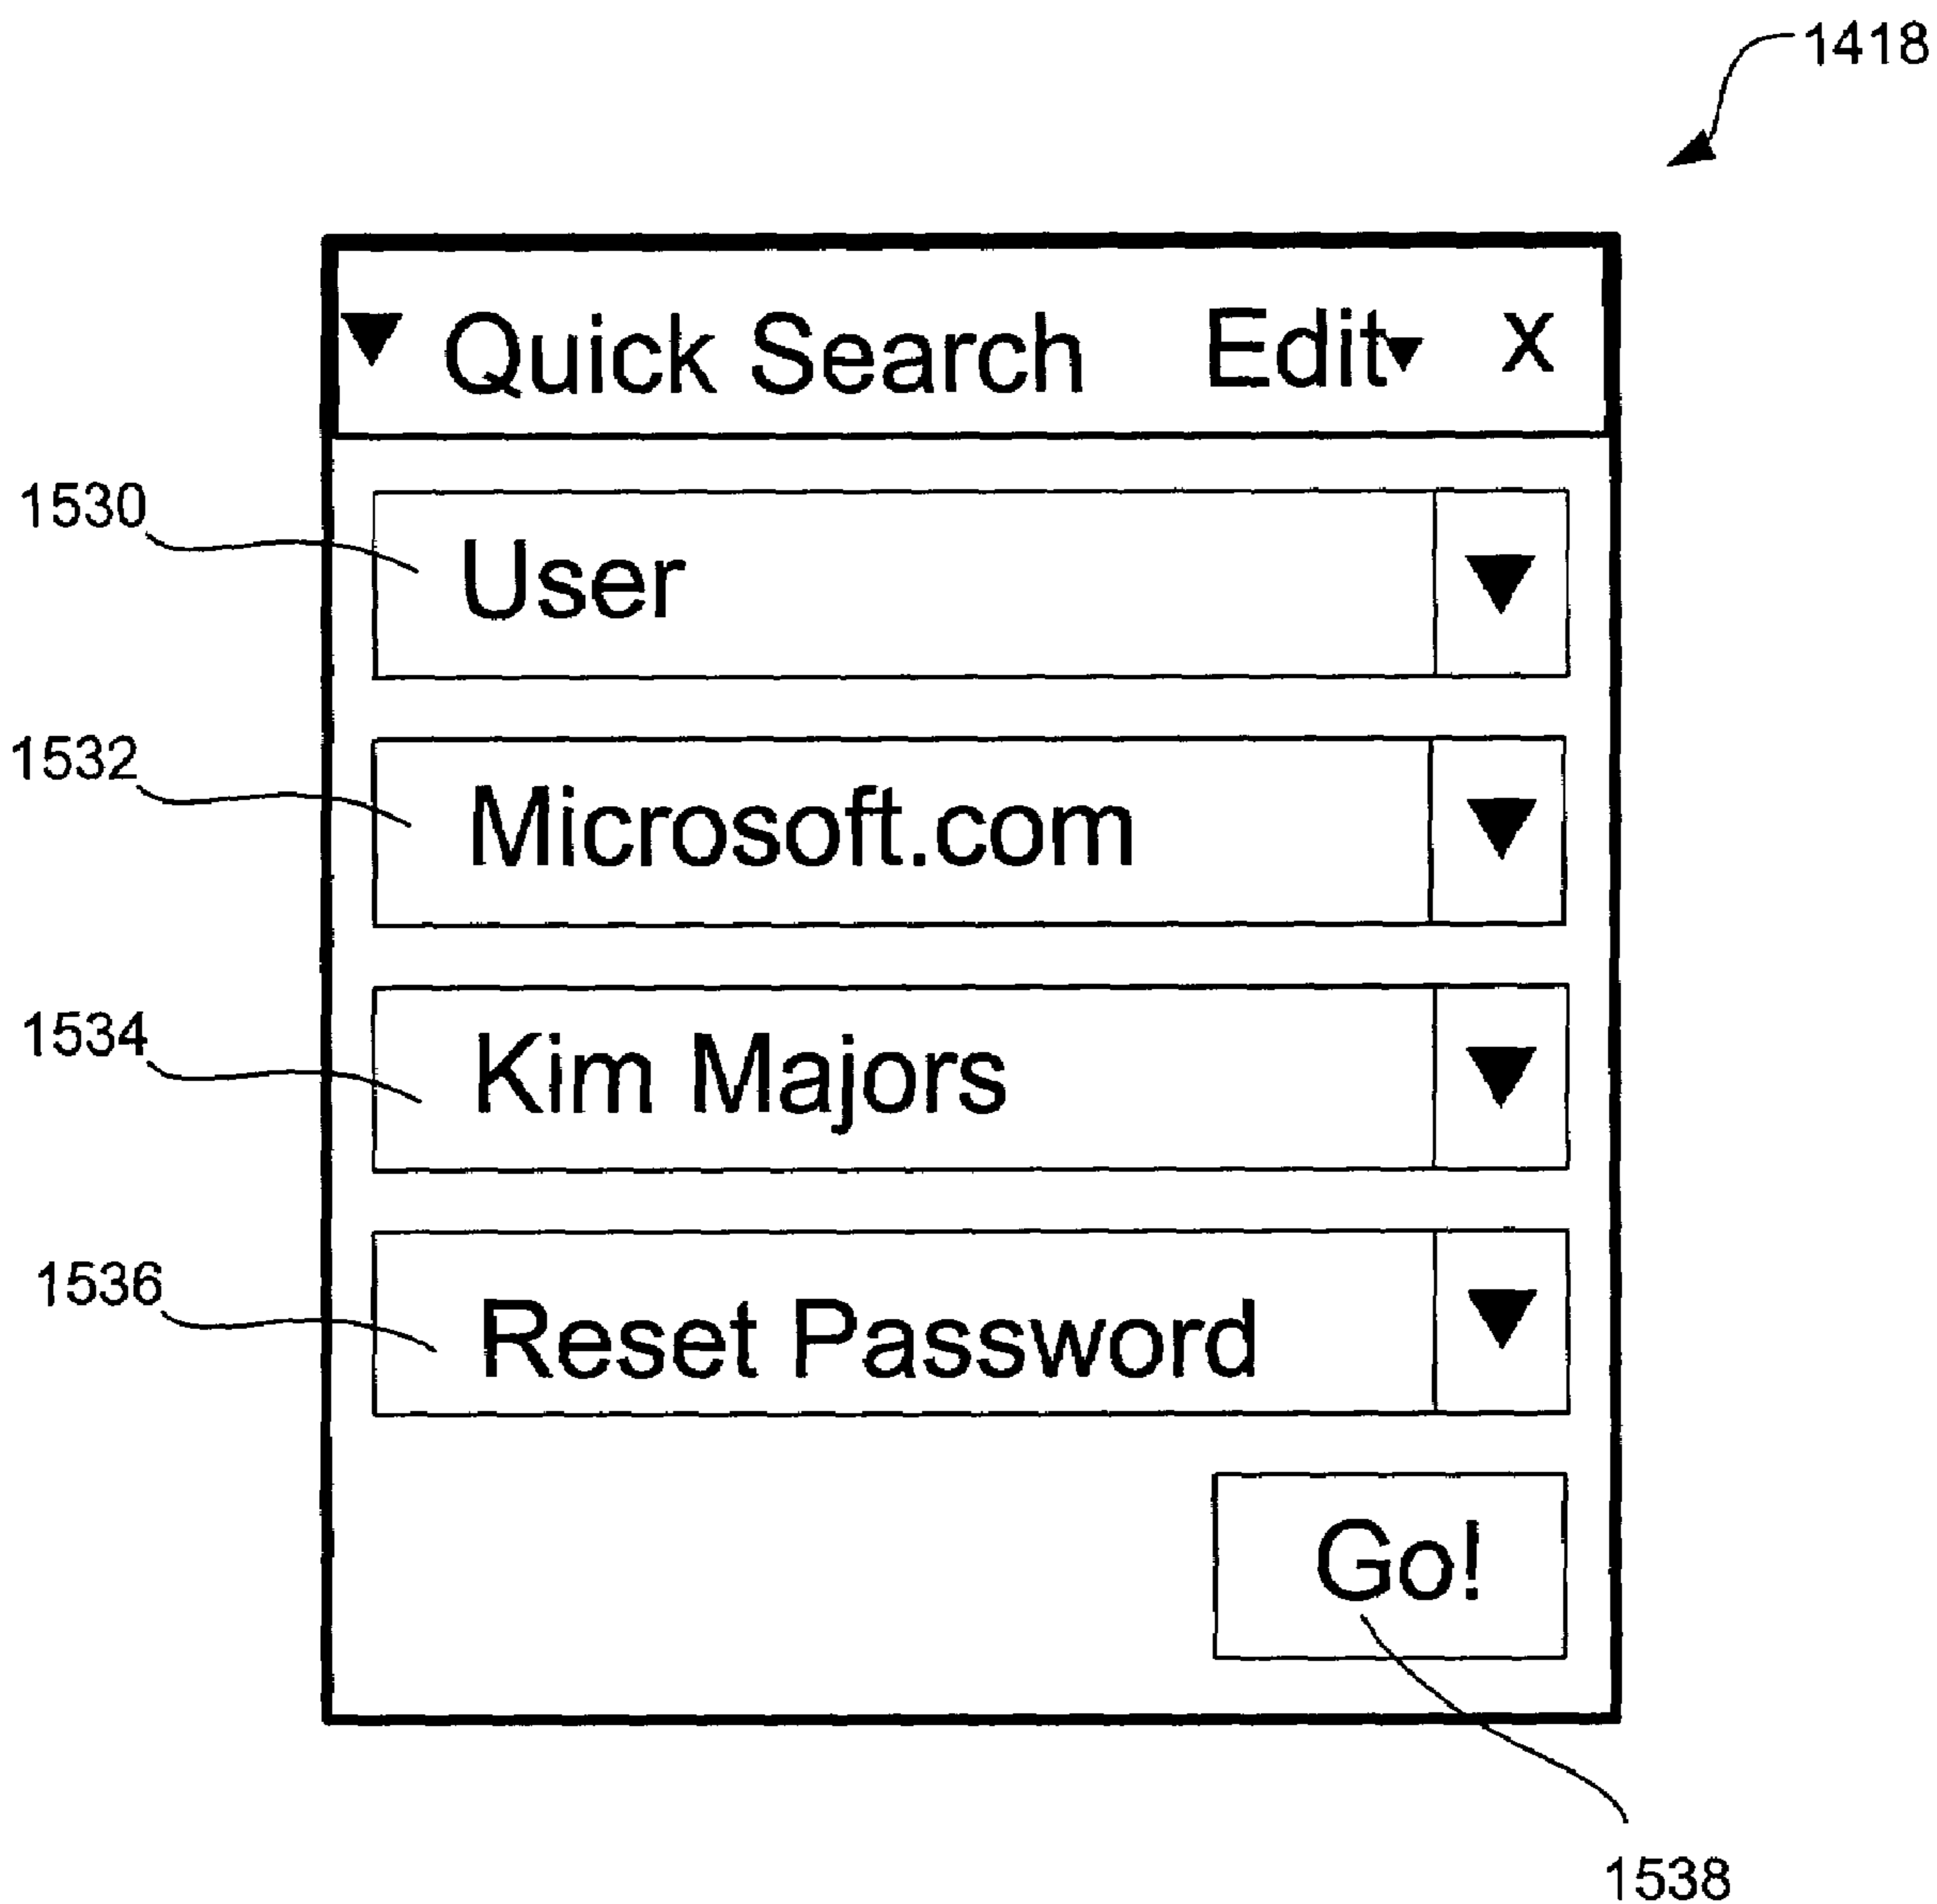 1418
Quick Search Edit X
1530
User
1532
Microsoft.com
1534
Kim Majors
1536
Reset Password
Go!
1538